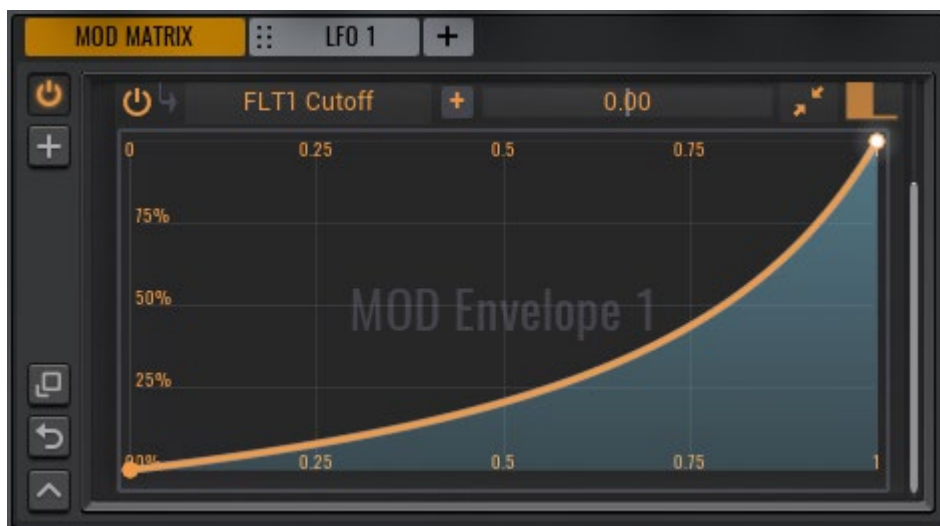 MOD MATRIX LFO 1 +
FLT1 Cutoff + 0.00
0 0.25 0.5 0.75
75%
50%
MOD Envelope 1
25%
0.25 0.5 0.75 1